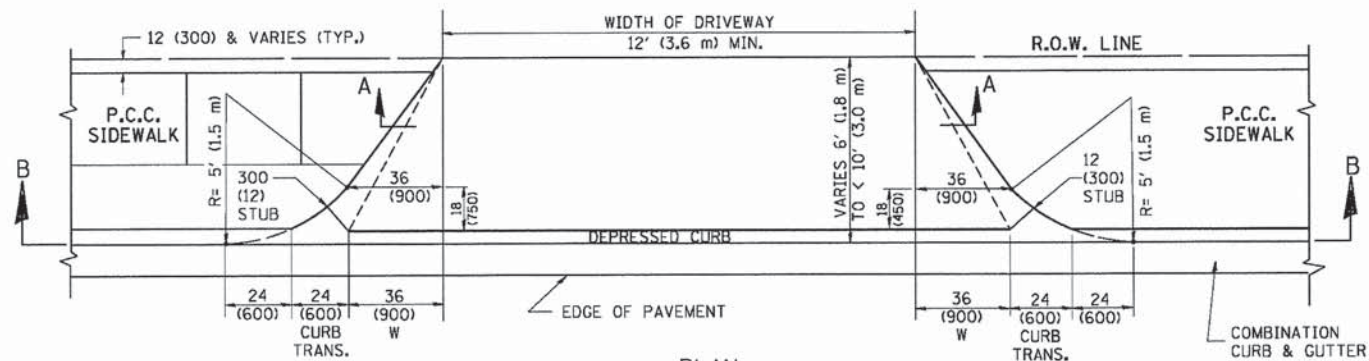 12 (300) & VARIES (TYP.)
WIDTH OF DRIVEWAY
12' (3.6 m) MIN.
R.O.W. LINE
A
A
P.C.C.
SIDEWALK
P.C.C.
SIDEWALK
R= 5' (1.5 m)
VARIES 6' (1.8 m)
TO < 10' (3.0 m)
R= 5' (1.5 m)
B
B
300
(12)
STUB
36
(900)
18
(750)
36
(900)
18
(450)
12
(300)
STUB
DEPRESSED CURB
24
(600)
24
(600)
CURB
TRANS.
36
(900)
W
EDGE OF PAVEMENT
36
(900)
W
24
(600)
CURB
TRANS.
24
(600)
COMBINATION
CURB & GUTTER